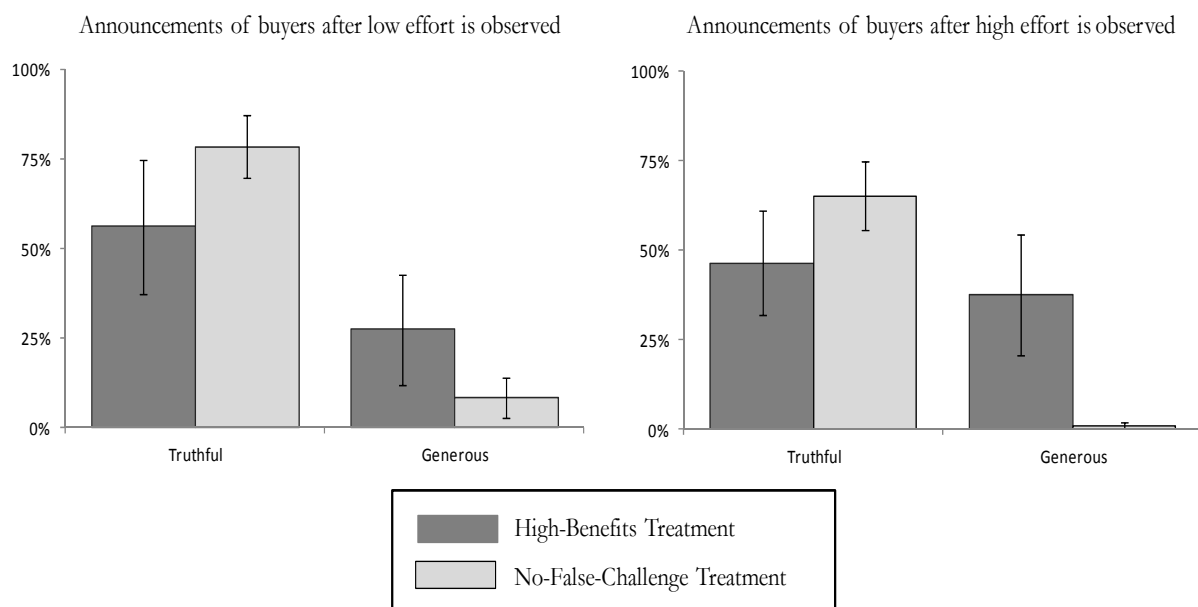 Announcements of buyers after low effort is observed
100%
75%
50%
25%
0%
Truthful
Generous
Announcements of buyers after high effort is observed
100%
75%
50%
25%
0%
Truthful
Generous
High-Benefits Treatment
No-False-Challenge Treatment